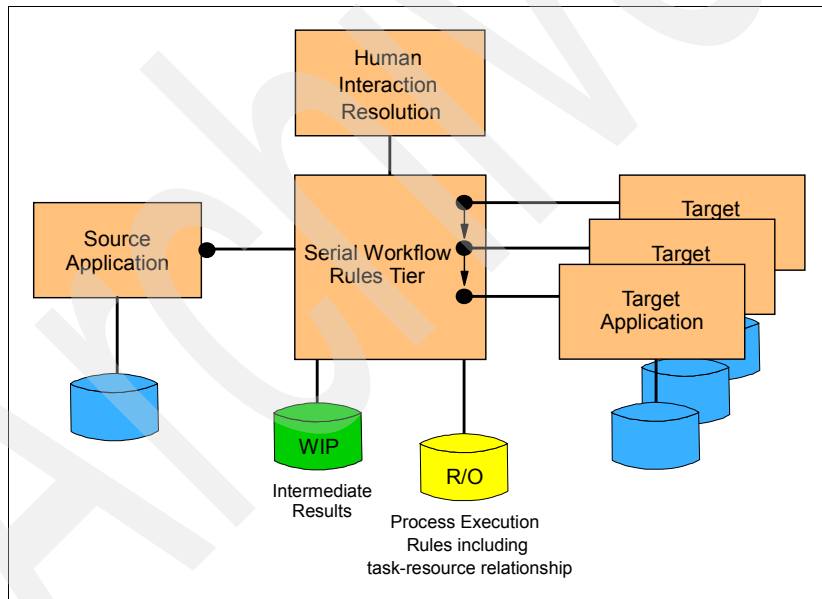 Human
Interaction
Resolution
Source
Application
Serial Workflow
Rules Tier
Target
Target
Target
Application
WIP
R/O
Intermediate
Results
Process Execution
Rules including
task-resource relationship